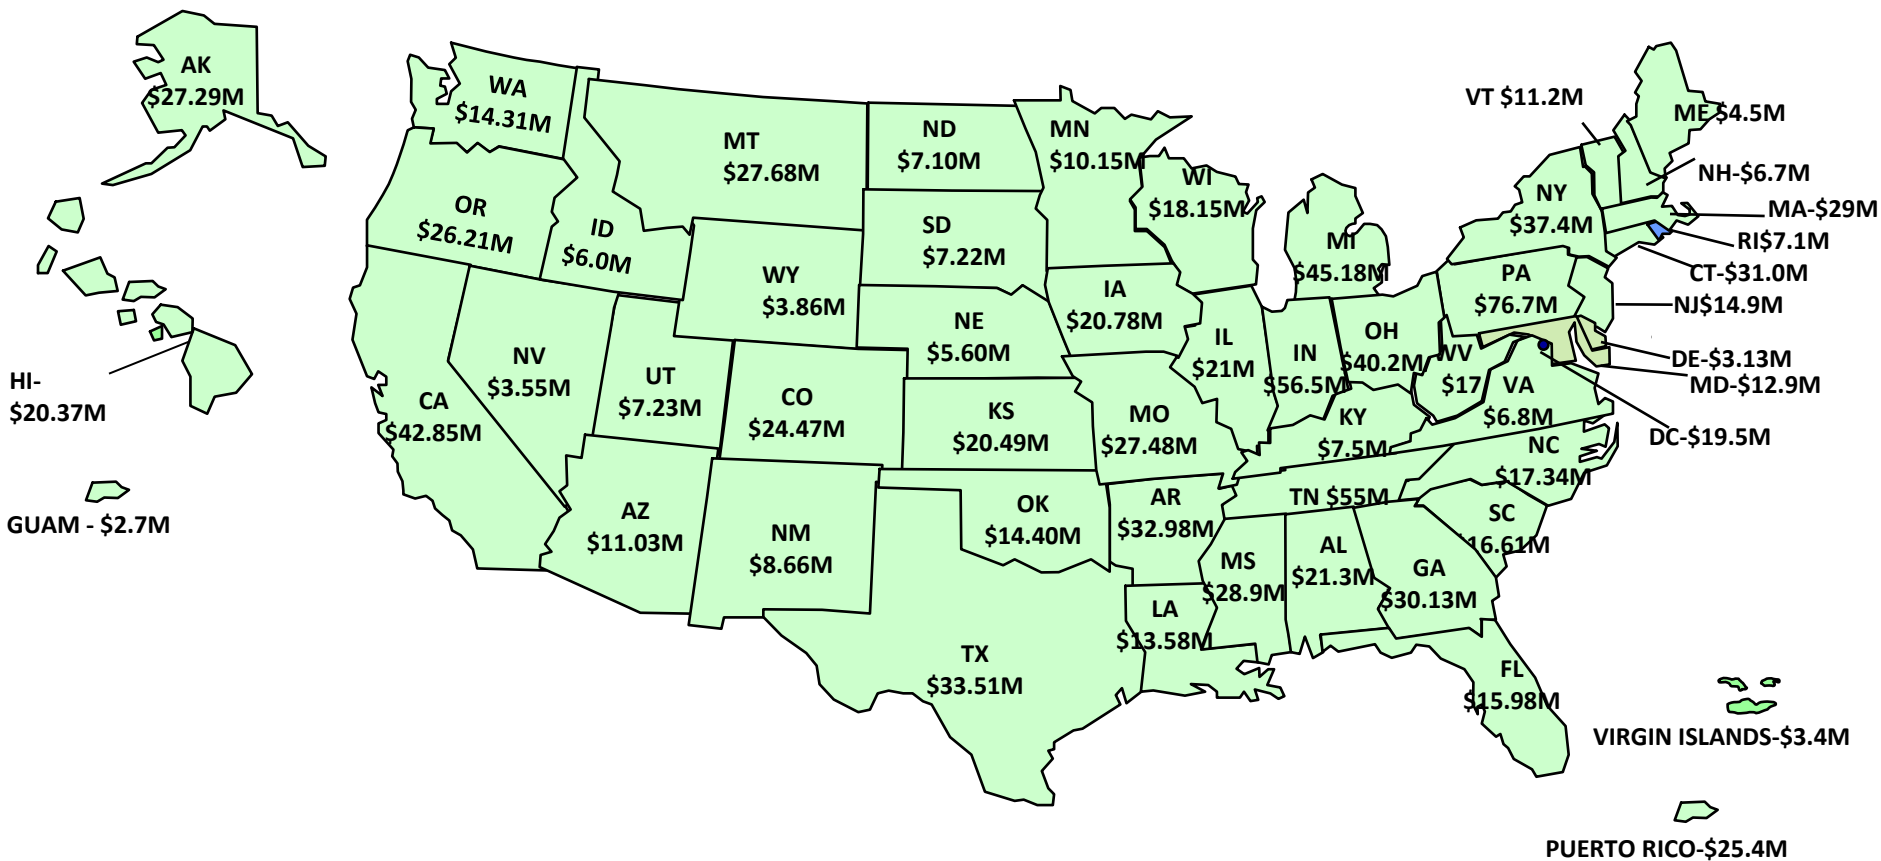 AK
$27.29M
WA
$14.31M
MT
$27.68M
ND
$7.10M
MN
$10.15M
VT $11.2M
ME $4.5M
NH-$6.7M
WI
$18.15M
NY
$37.4M
MA-$29M
OR
$26.21M
ID
$6.0M
SD
$7.22M
MI
$45.18M
RI$7.1M
CT-$31.0M
WY
$3.86M
IA
$20.78M
PA
$76.7M
NJ$14.9M
NE
$5.60M
IL
$21M
IN
$56.5M
OH
$40.2M
WV
$17
DE-$3.13M
MD-$12.9M
HI-
$20.37M
NV
$3.55M
UT
$7.23M
CO
$24.47M
CA
$42.85M
KS
$20.49M
MO
$27.48M
KY
$7.5M
VA
$6.8M
DC-$19.5M
NC
$17.34M
GUAM - $2.7M
AZ
$11.03M
NM
$8.66M
OK
$14.40M
AR
$32.98M
TN $55M
SC
$16.61M
MS
$28.9M
AL
$21.3M
GA
$30.13M
LA
$13.58M
TX
$33.51M
FL
$15.98M
VIRGIN ISLANDS-$3.4M
PUERTO RICO-$25.4M